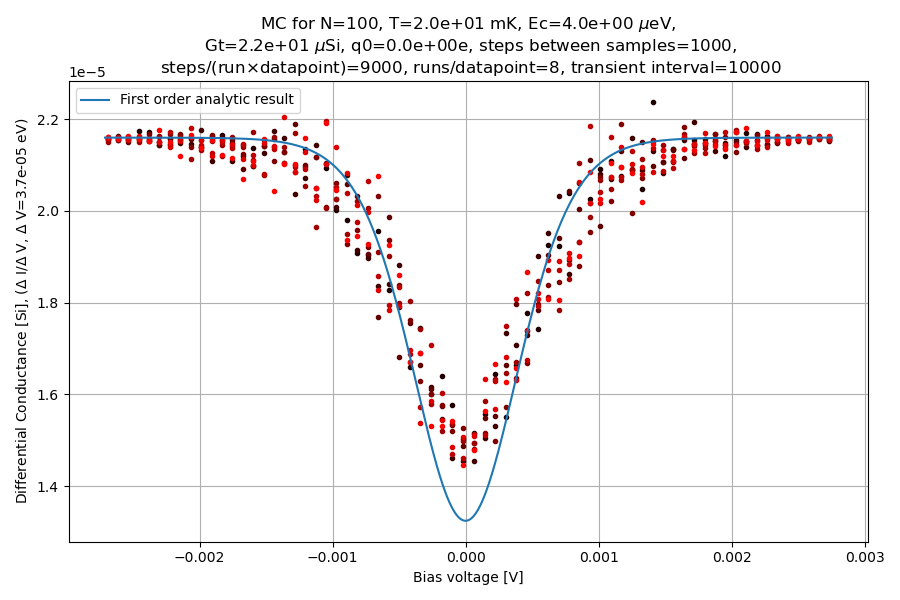 MC for N=100, T=2.0e+01 mK, Ec=4.0e+00 μeV,
Gt=2.2e+01 μSi, q0=0.0e+00e, steps between samples=1000,
steps/(run×datapoint)=9000, runs/datapoint=8, transient interval=10000
1e−5
First order analytic result
2.2
2.0
1.8
1.6
1.4
Differential Conductance [Si], (Δ I/Δ V, Δ V=3.7e-05 eV)
−0.002
−0.001
0.000
0.001
0.002
0.003
Bias voltage [V]